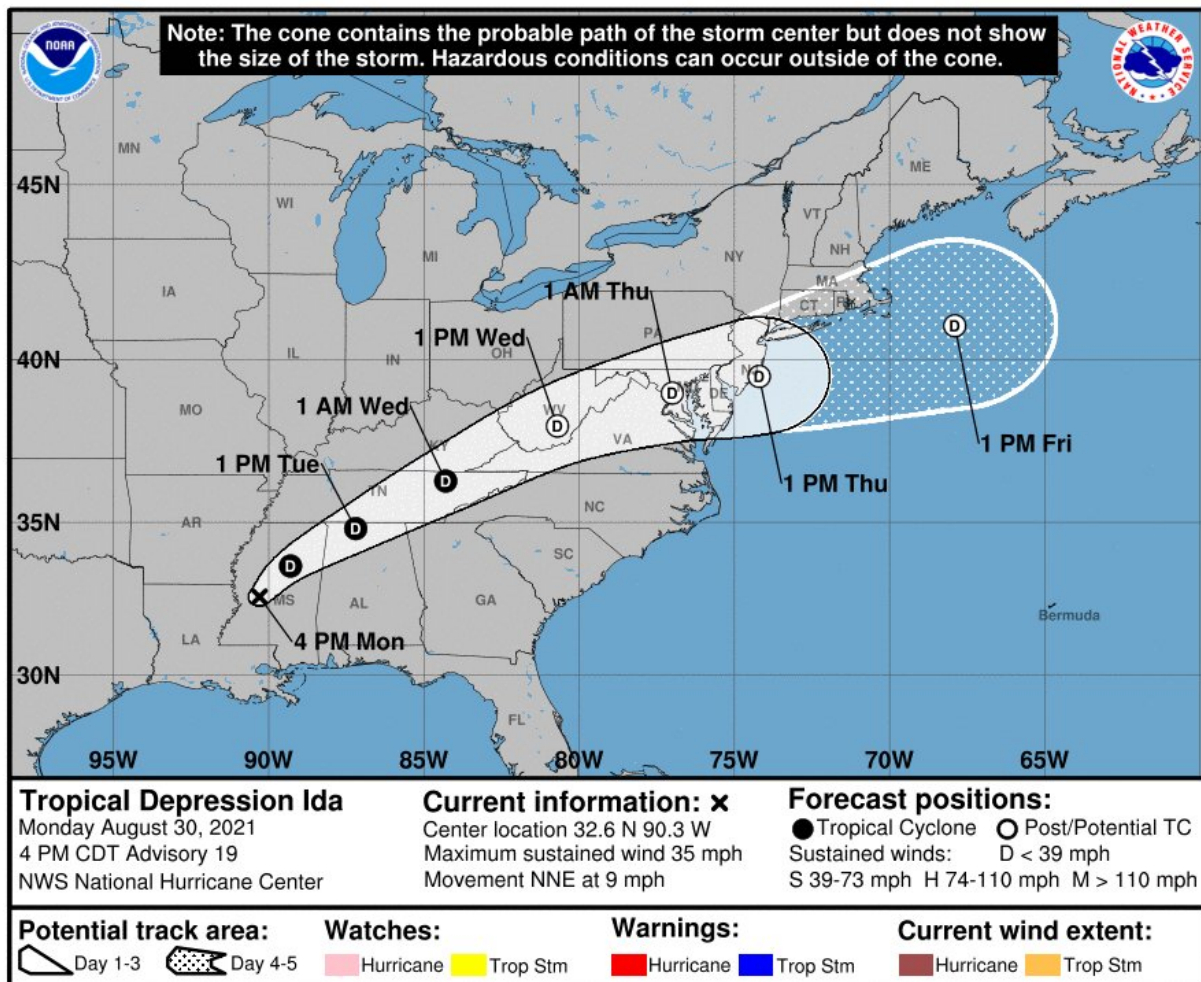 Note: The cone contains the probable path of the storm center but does not show
the size of the storm. Hazardous conditions can occur outside of the cone.
NOAA
NATIONAL WEATHER SERVICE
MN
ME
45N
WI
VT
NH
MI
NY
MA
1 AM Thu
CT
IA
1 PM Wed
PA
40N
IL
IN
OH
D
D
D
DE
1 AM Wed
MO
WV
D
1 PM Fri
VA
KY
1 PM Tue
D
1 PM Thu
TN
NC
35N
AR
D
D
SC
MS
AL
GA
Bermuda
LA
4 PM Mon
30N
FL
95W
90W
85W
80W
75W
70W
65W
Tropical Depression Ida
Monday August 30, 2021
4 PM CDT Advisory 19
NWS National Hurricane Center
Current information: ×
Center location 32.6 N 90.3 W
Maximum sustained wind 35 mph
Movement NNE at 9 mph
Forecast positions:
Tropical Cyclone Post/Potential TC
Sustained winds: D < 39 mph
S 39-73 mph H 74-110 mph M > 110 mph
Potential track area:
Day 1-3 Day 4-5
Watches:
Hurricane Trop Stm
Warnings:
Hurricane Trop Stm
Current wind extent:
Hurricane Trop Stm